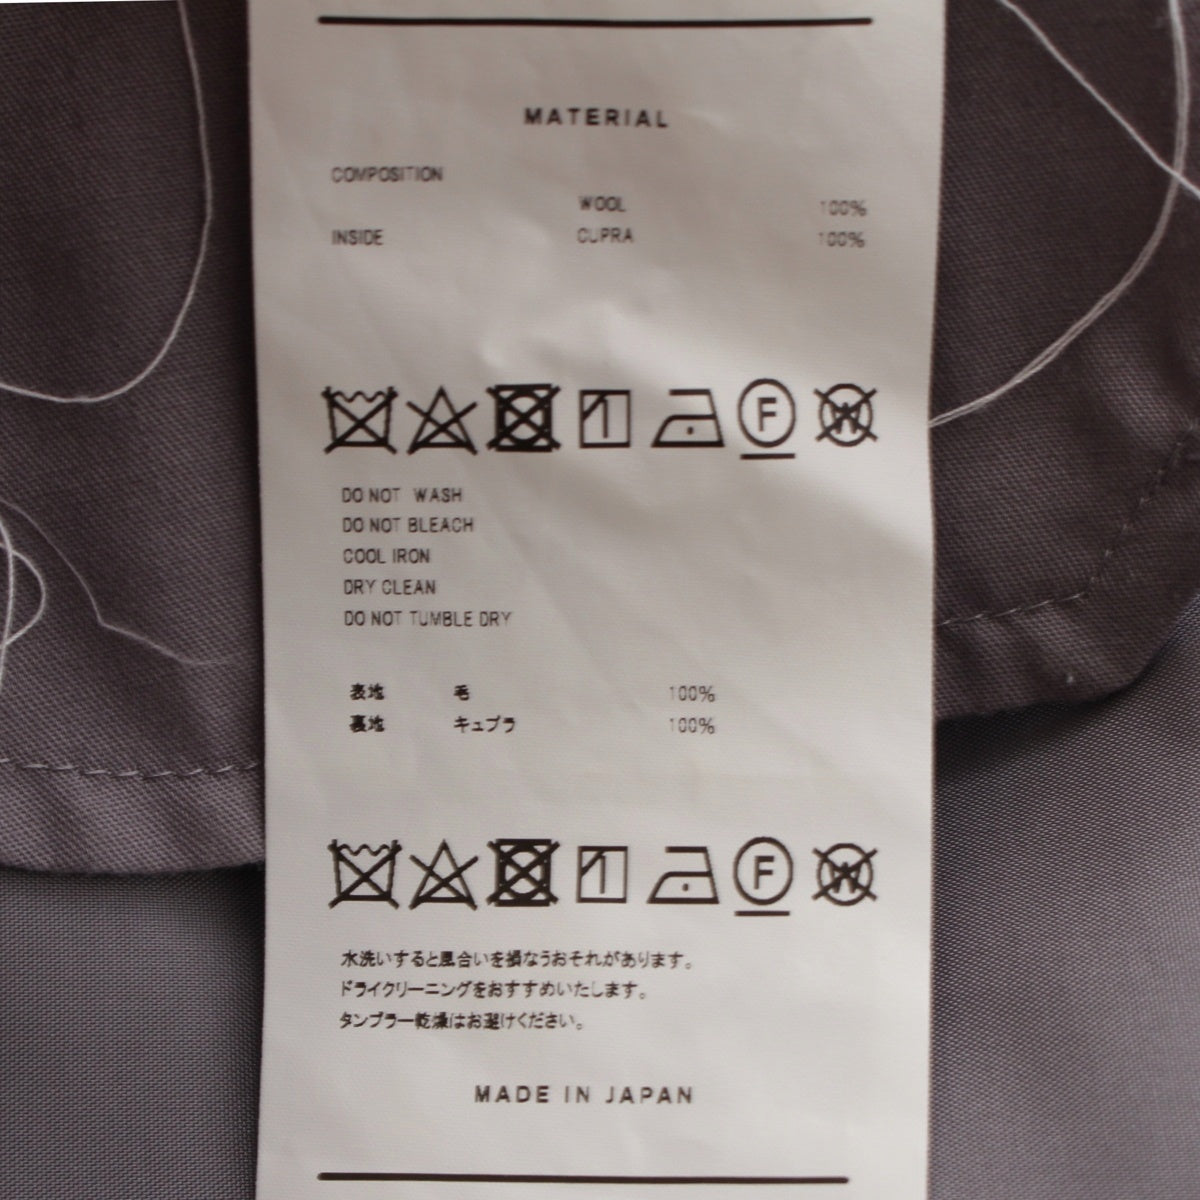 MATERIAL
COMPOSITION
WOOL 100%
INSIDE CUPRA 100%
F W
DO NOT WASH
DO NOT BLEACH
COOL IRON
DRY CLEAN
DO NOT TUMBLE DRY
表地 毛 100%
裏地 キュプラ 100%
F W
水洗いすると風合いを損なうおそれがあります。
ドライクリーニングをおすすめいたします。
タンブラー乾燥はお避けください。
MADE IN JAPAN